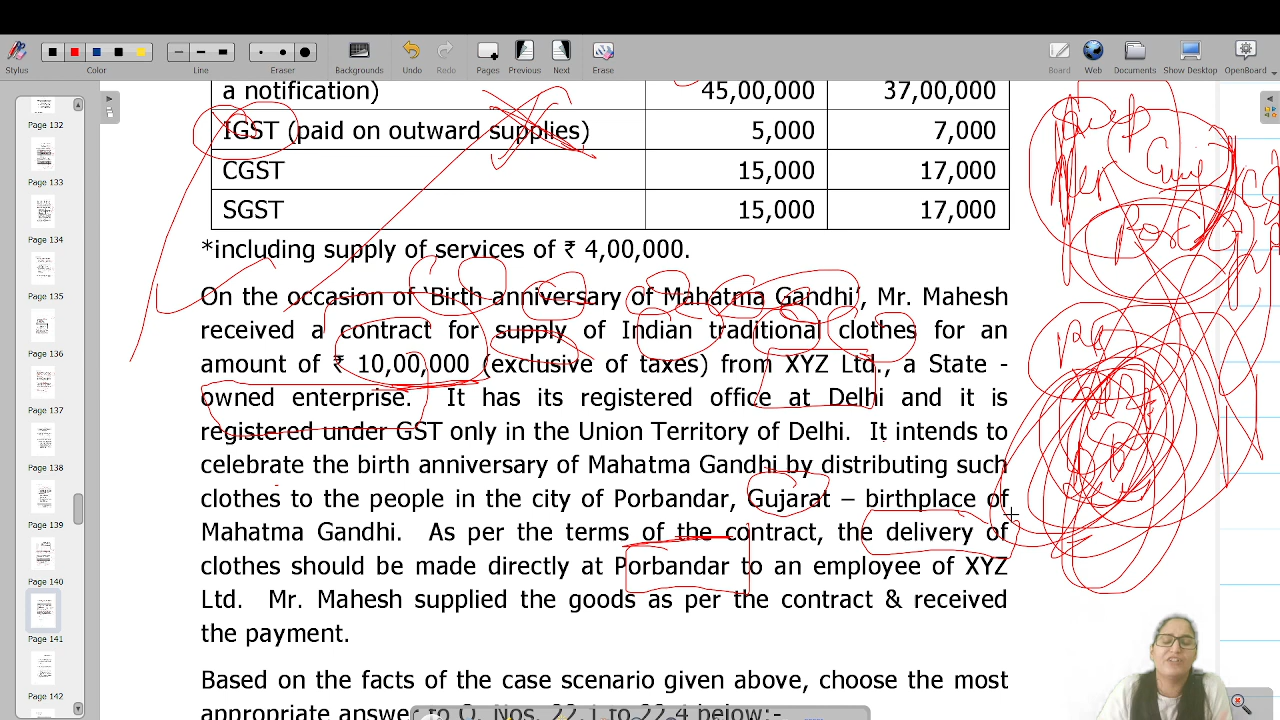 Stylus
Color
Line
Eraser
Backgrounds
Undo
Redo
Pages
Previous
Next
Erase
Board
Web
Documents
Show Desktop
OpenBoard
Page 132
Page 133
Page 134
Page 135
Page 136
Page 137
Page 138
Page 139
Page 140
Page 141
Page 142
a notification) 45,00,000 37,00,000
IGST (paid on outward supplies) 5,000 7,000
CGST 15,000 17,000
SGST 15,000 17,000
*including supply of services of ₹ 4,00,000.
On the occasion of ‘Birth anniversary of Mahatma Gandhi’, Mr. Mahesh
received a contract for supply of Indian traditional clothes for an
amount of ₹ 10,00,000 (exclusive of taxes) from XYZ Ltd., a State -
owned enterprise. It has its registered office at Delhi and it is
registered under GST only in the Union Territory of Delhi. It intends to
celebrate the birth anniversary of Mahatma Gandhi by distributing such
clothes to the people in the city of Porbandar, Gujarat – birthplace of
Mahatma Gandhi. As per the terms of the contract, the delivery of
clothes should be made directly at Porbandar to an employee of XYZ
Ltd. Mr. Mahesh supplied the goods as per the contract & received
the payment.
Based on the facts of the case scenario given above, choose the most
appropriate answer to Q. Nos. 22.1 to 22.4 below:-